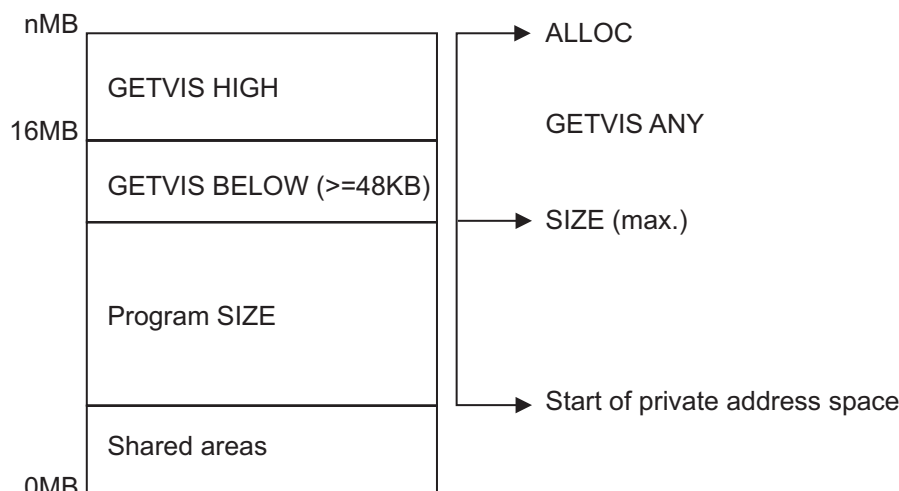 nMB
ALLOC
GETVIS HIGH
GETVIS ANY
16MB
GETVIS BELOW (>=48KB)
SIZE (max.)
Program SIZE
Start of private address space
Shared areas
0MB